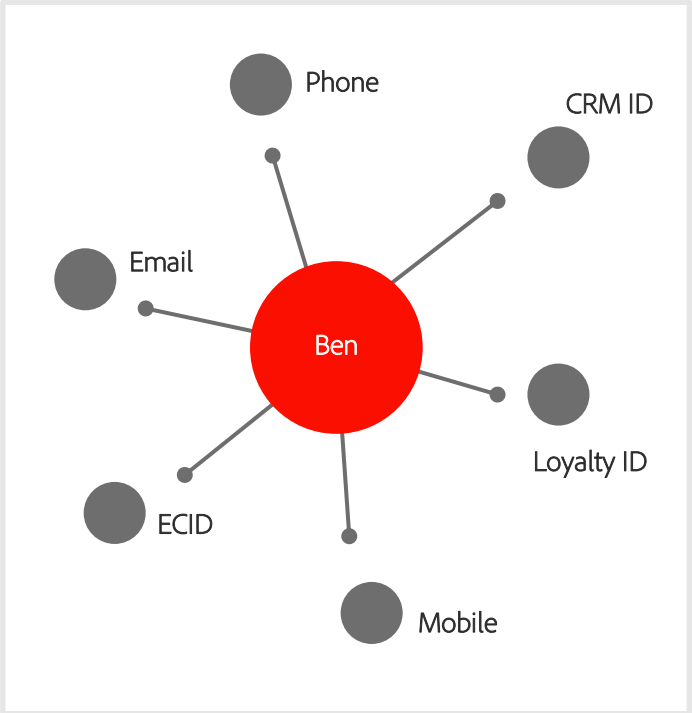 Phone
CRM ID
Email
Ben
Loyalty ID
ECID
Mobile